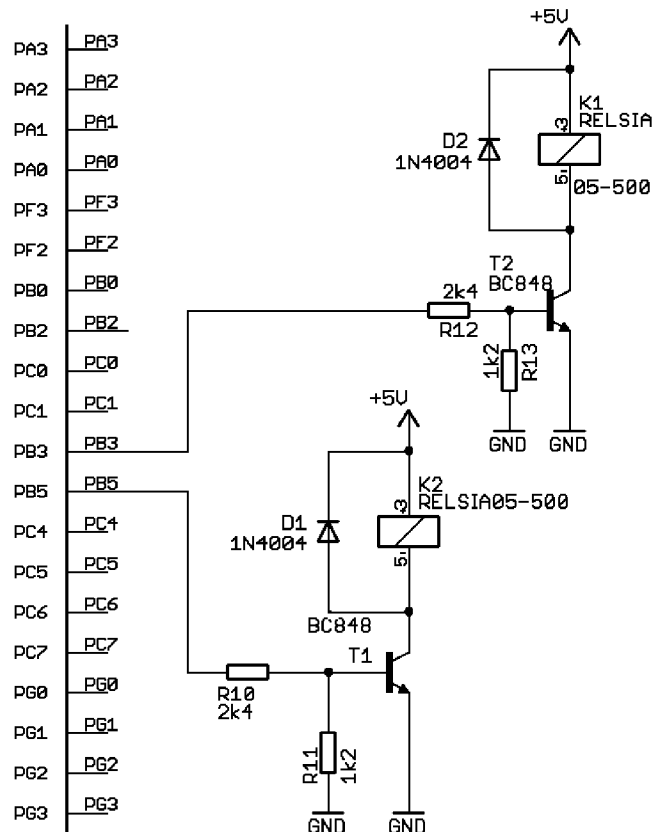 PA3 PA3
PA2 PA2
PA1 PA1
PA0 PA0
PF3 PF3
PF2 PF2
PB0 PB0
PB2 PB2
PC0 PC0
PC1 PC1
PB3 PB3
PB5 PB5
PC4 PC4
PC5 PC5
PC6 PC6
PC7 PC7
PG0 PG0
PG1 PG1
PG2 PG2
PG3 PG3
+5V
K1
RELSIA
05-500
+3
5-
D2
1N4004
T2
BC848
2k4
R12
1k2
R13
GND
GND
+5V
K2
RELSIA05-500
+3
5-
D1
1N4004
BC848
T1
R10
2k4
R11
1k2
GND
GND